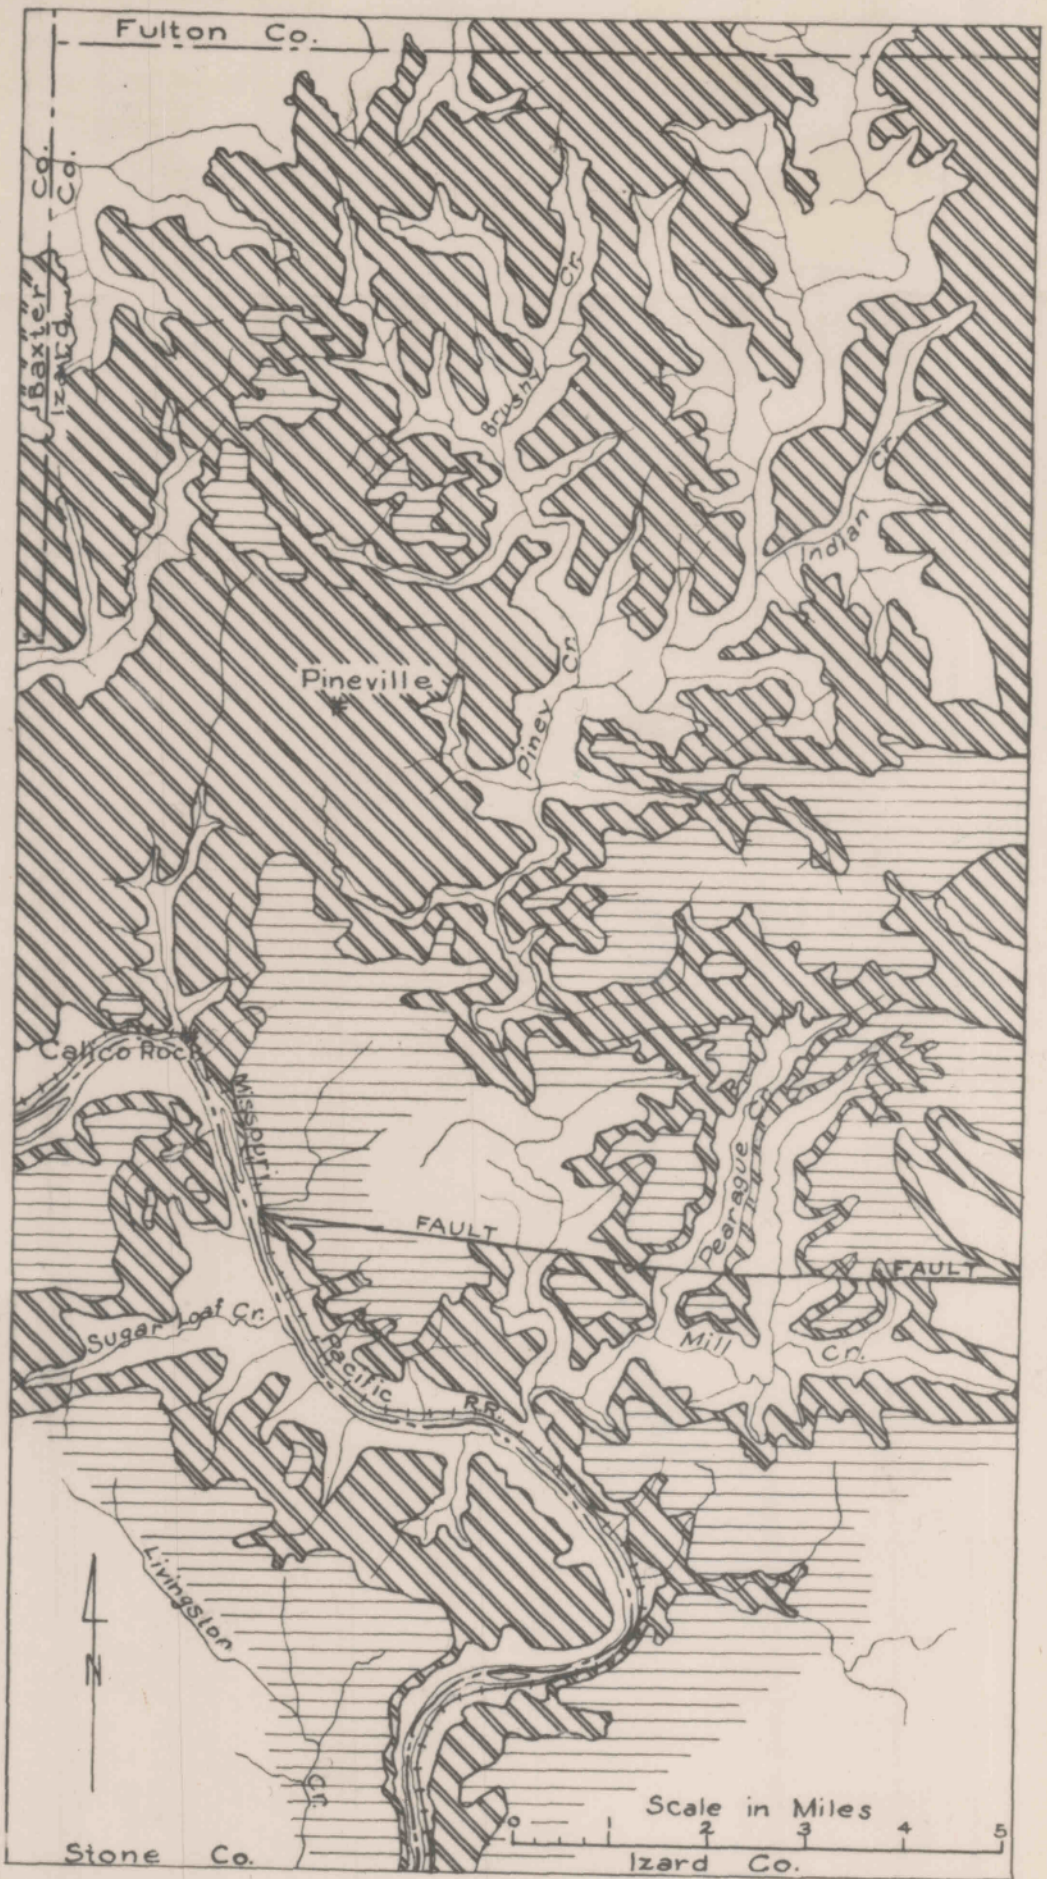 Fulton Co.
Baxter Co.
Izard Co.
Cr.
Brushy
Cr.
Indian
Pineville
Cr.
Piney
Calico Rock
Missouri
Cr.
Pearague
FAULT
FAULT
Sugar Loaf Cr.
Mill Cr.
Pacific
R.R.
Livingston
N
Cr.
Scale in Miles
0 1 2 3 4 5
Stone Co.
Izard Co.